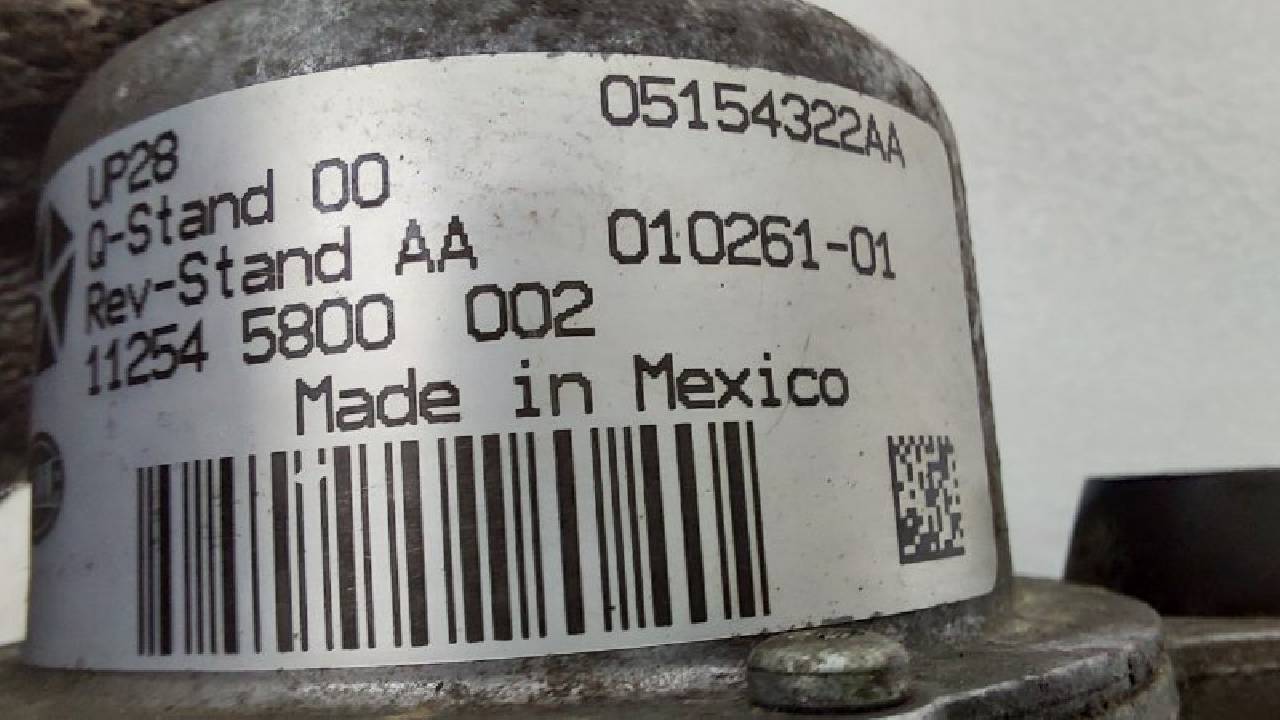 05154322AA
UP28
Q-Stand 00
Rev-Stand AA 010261-01
11254 5800 002
Made in Mexico